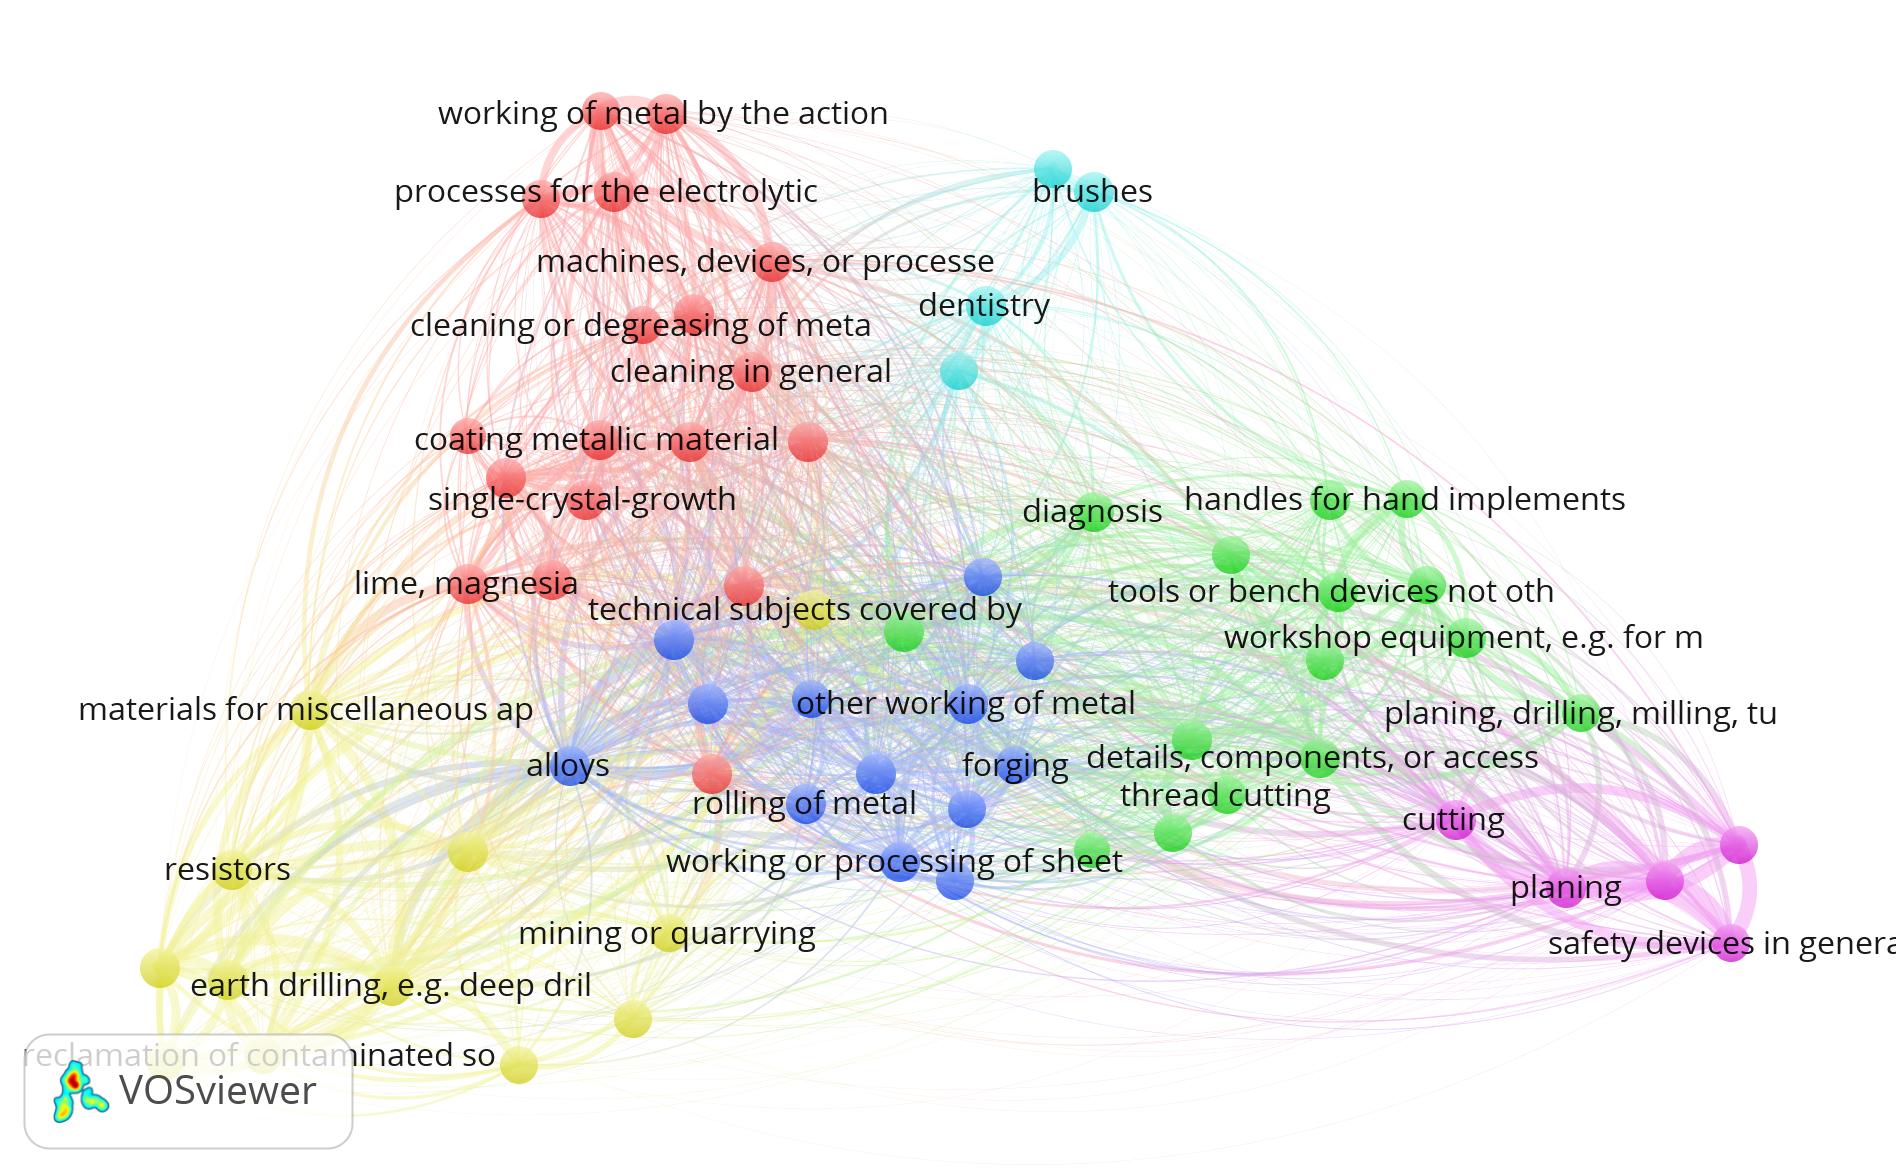 working of metal by the action
processes for the electrolytic
brushes
machines, devices, or processe
dentistry
cleaning or degreasing of meta
cleaning in general
coating metallic material
single-crystal-growth
diagnosis
handles for hand implements
lime, magnesia
technical subjects covered by
tools or bench devices not oth
workshop equipment, e.g. for m
materials for miscellaneous ap
other working of metal
planing, drilling, milling, tu
alloys
forging
details, components, or access
rolling of metal
thread cutting
cutting
resistors
working or processing of sheet
planing
mining or quarrying
safety devices in genera
earth drilling, e.g. deep dril
reclamation of contaminated so
VOSviewer